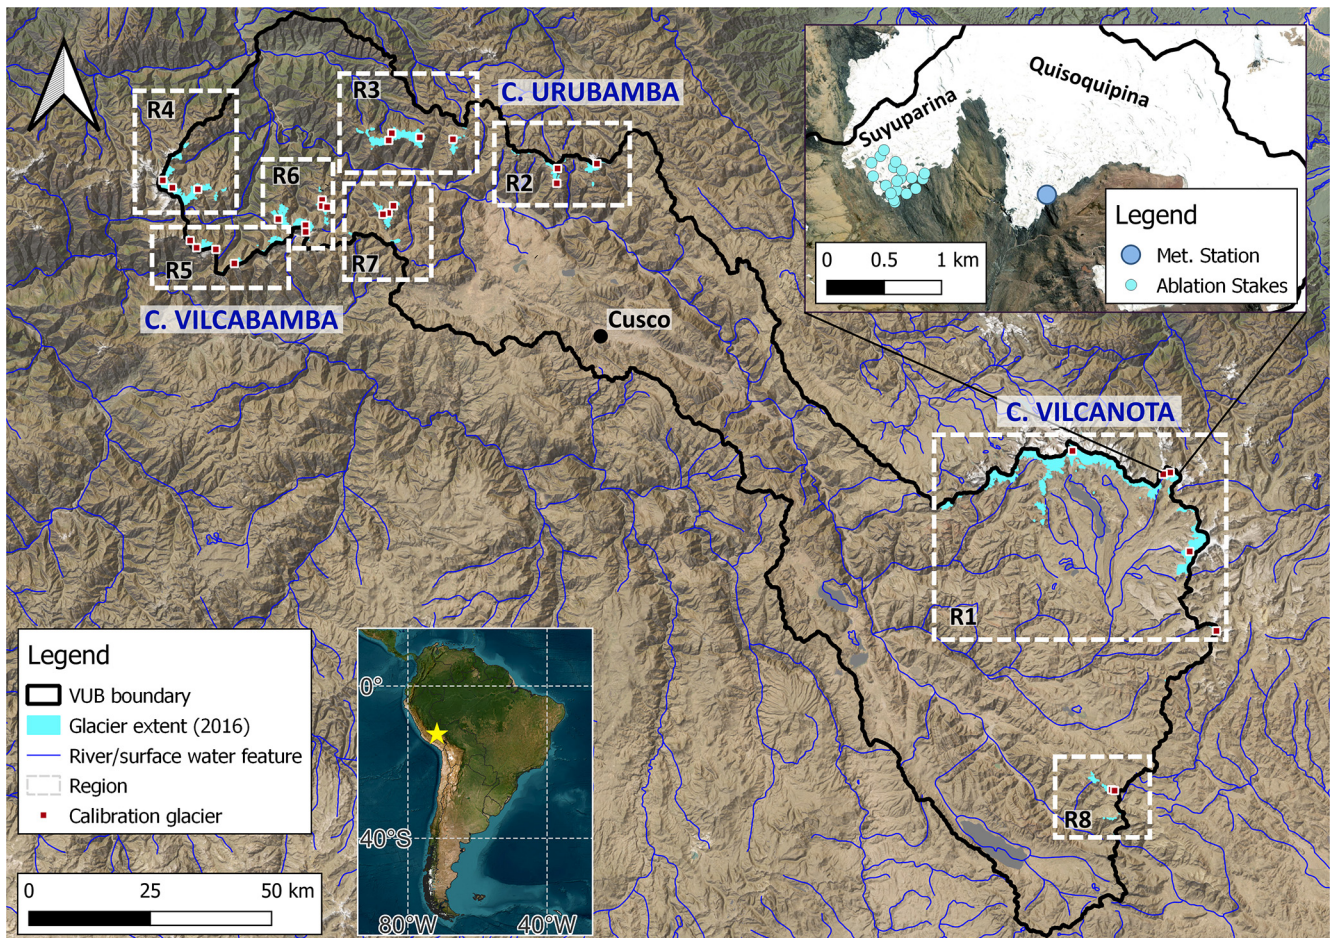 R4
R3
C. URUBAMBA
R6
R2
R5
R7
C. VILCABAMBA
Cusco
Quisoquipina
Suyuparina
0 0.5 1 km
Legend
Met. Station
Ablation Stakes
C. VILCANOTA
R1
R8
Legend
VUB boundary
Glacier extent (2016)
River/surface water feature
Region
Calibration glacier
0 25 50 km
0°
40°S
80°W 40°W